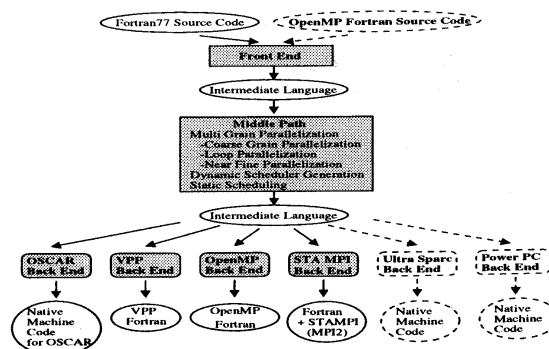 Fortran77 Source Code
OpenMP Fortran Source Code
Front End
Intermediate Language
Middle Path
Multi Grain Parallelization
-Coarse Grain Parallelization
-Loop Parallelization
-Near Fine Parallelization
Dynamic Scheduler Generation
Static Scheduling
Intermediate Language
OSCAR
Back End
VPP
Back End
OpenMP
Back End
STA MPI
Back End
Ultra Sparc
Back End
Power PC
Back End
Native
Machine
Code
for OSCAR
VPP
Fortran
OpenMP
Fortran
Fortran
+ STAMPI
(MPI2)
Native
Machine
Code
Native
Machine
Code